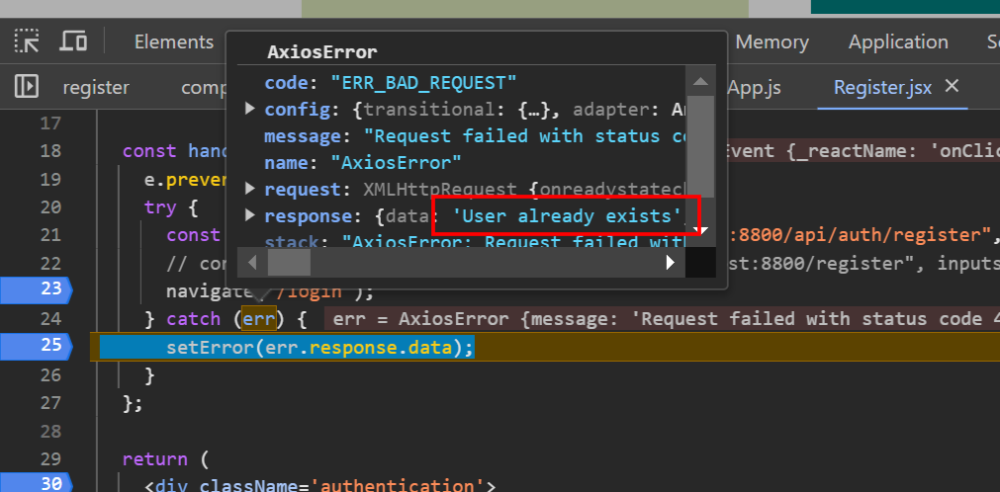 Elements Memory Application
register comp App.js Register.jsx ×
AxiosError
code: "ERR_BAD_REQUEST"
config: {transitional: {…}, adapter:
message: "Request failed with status
name: "AxiosError"
request: XMLHttpRequest {onreadystatec
response: {data: 'User already exists'
stack: "AxiosError: Request failed wit
17
18 const hand Event {_reactName: 'onClic
19 e.preven
20 try {
21 const :8800/api/auth/register",
22 // con st:8800/register", inputs
23 navigate("/login");
24 } catch (err) { err = AxiosError {message: 'Request failed with status code 4
25 setError(err.response.data);
26 }
27 };
28
29 return (
30 <div className='authentication'>